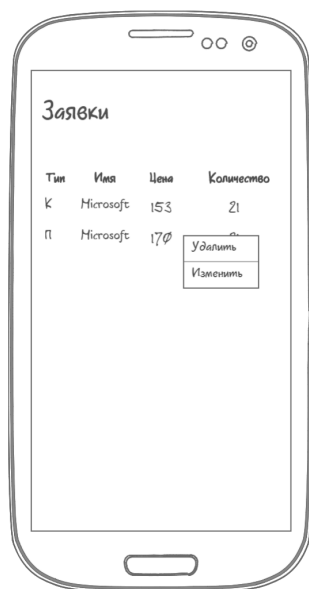 Заявки
Тип Имя Цена Количество
К Microsoft 153 21
П Microsoft 170
Удалить
Изменить